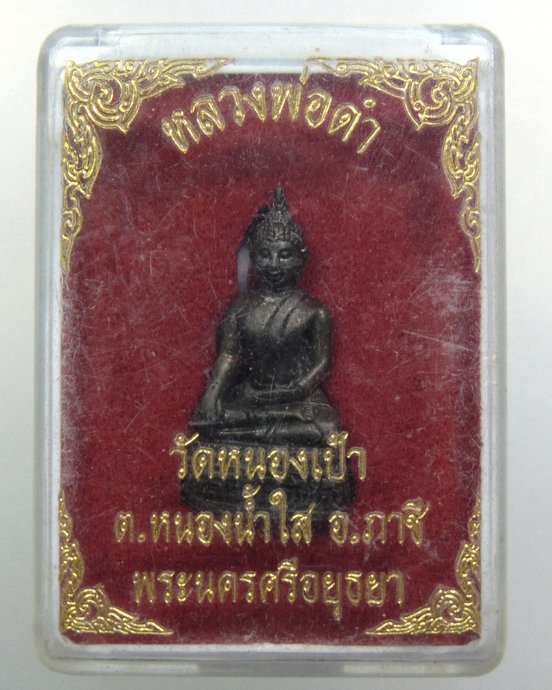 หลวงพ่อดำ
วัดหนองเป้า
ต.หนองน้ำใส อ.ภาชี
พระนครศรีอยุธยา